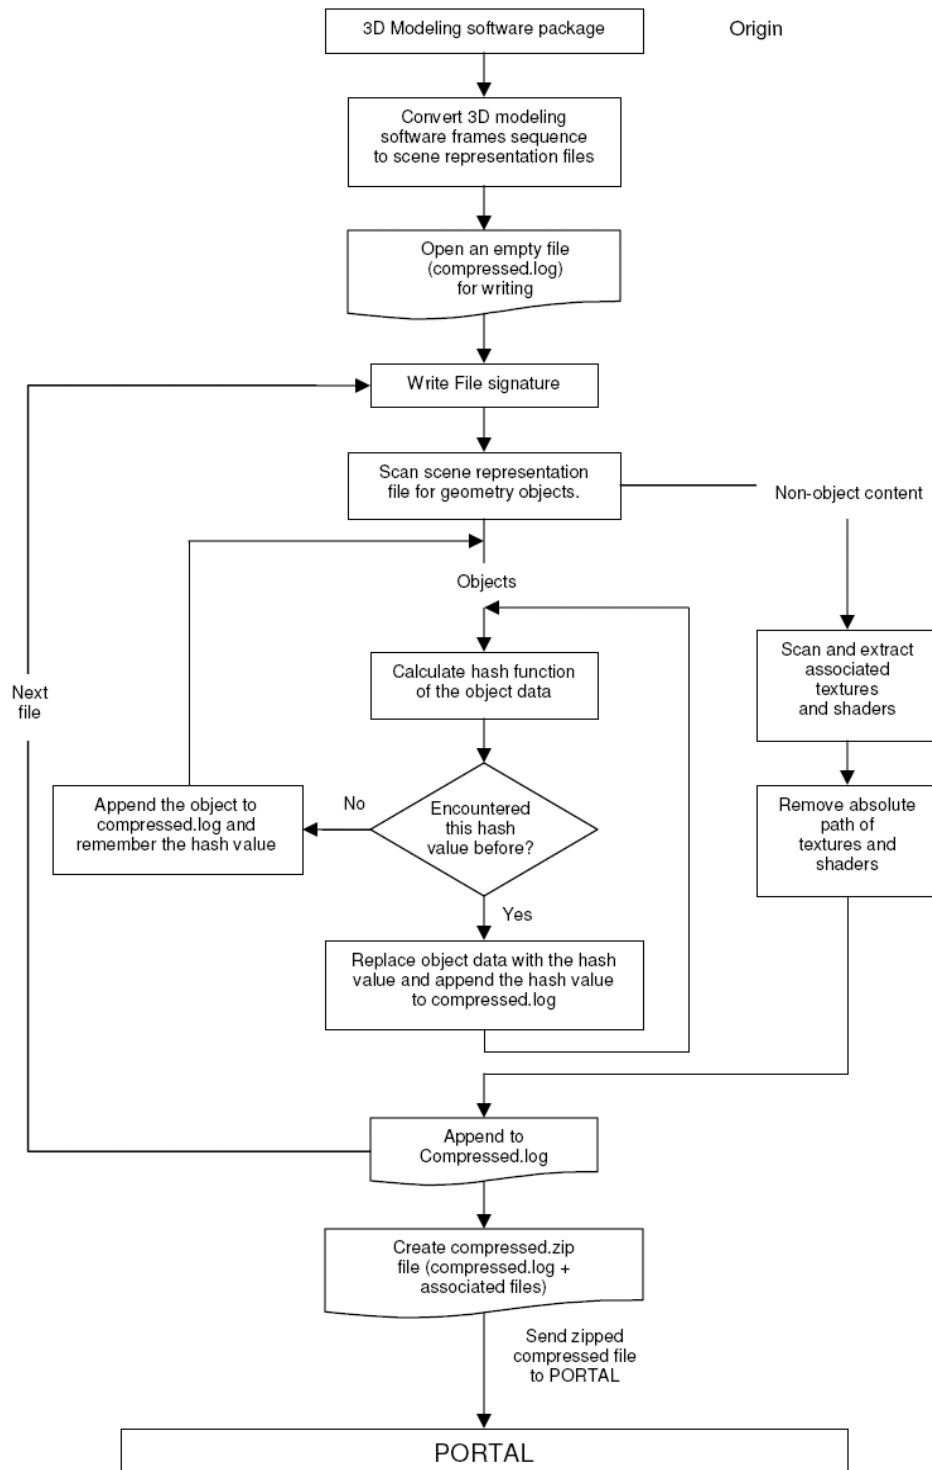 3D Modeling software package
Origin
Convert 3D modeling
software frames sequence
to scene representation files
Open an empty file
(compressed.log)
for writing
Write File signature
Scan scene representation
file for geometry objects.
Non-object content
Objects
Scan and extract
associated
textures
and shaders
Calculate hash function
of the object data
Next
file
Remove absolute
path of
textures and
shaders
Append the object to
compressed.log and
remember the hash value
No
Encountered
this hash
value before?
Yes
Replace object data with the hash
value and append the hash value
to compressed.log
Append to
Compressed.log
Create compressed.zip
file (compressed.log +
associated files)
Send zipped
compressed file
to PORTAL
PORTAL